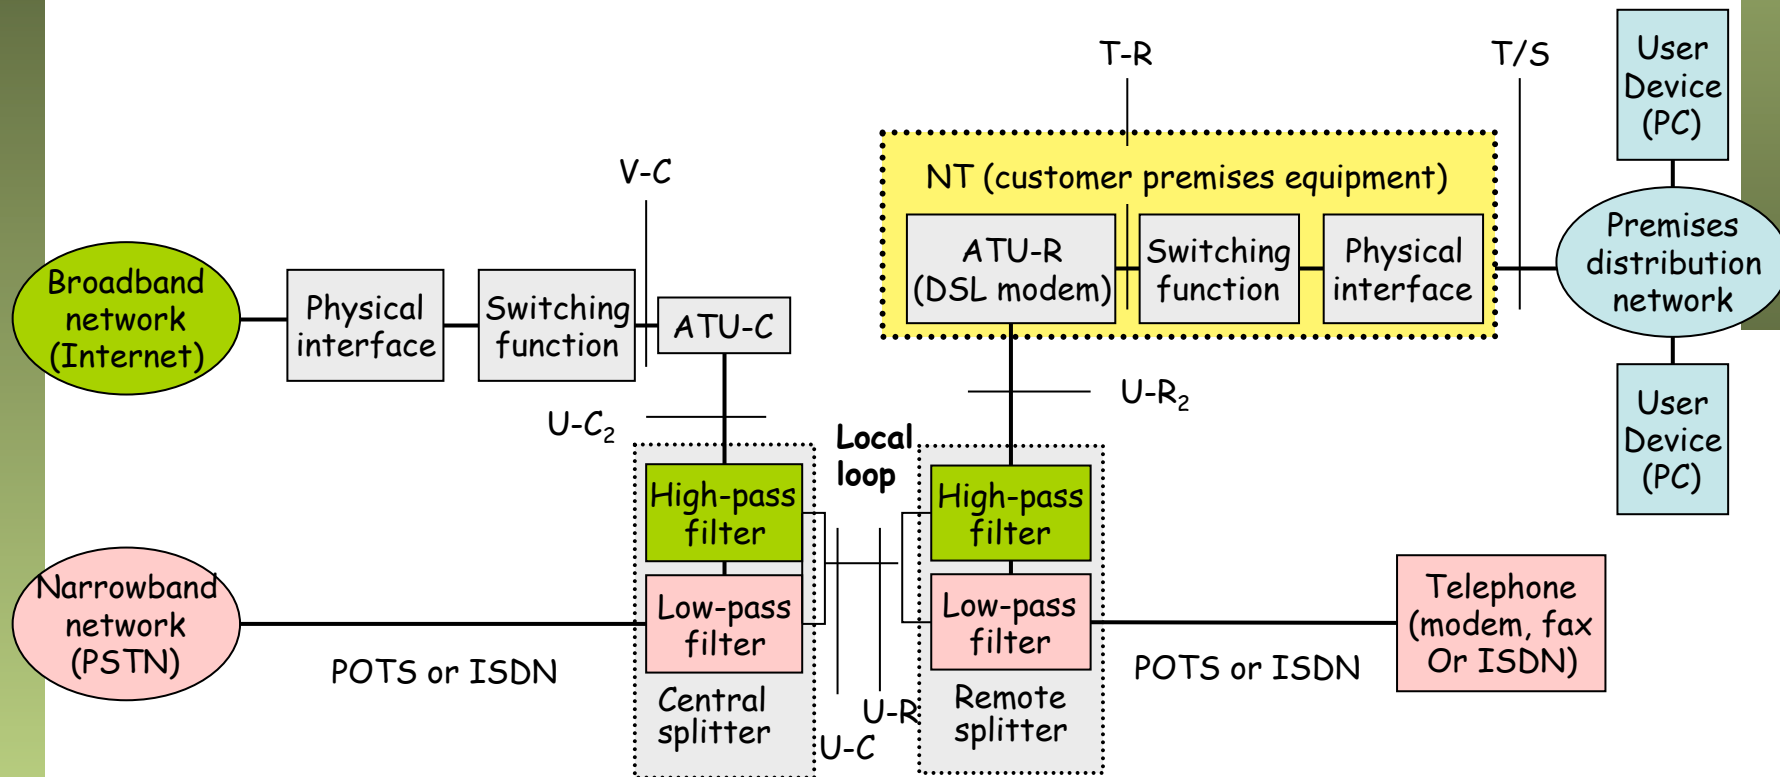 T-R
T/S
User
Device
(PC)
V-C
NT (customer premises equipment)
Broadband
network
(Internet)
Physical
interface
Switching
function
ATU-C
ATU-R
(DSL modem)
Switching
function
Physical
interface
Premises
distribution
network
U-C₂
U-R₂
Local
loop
User
Device
(PC)
High-pass
filter
High-pass
filter
Narrowband
network
(PSTN)
POTS or ISDN
Low-pass
filter
Low-pass
filter
POTS or ISDN
Telephone
(modem, fax
Or ISDN)
Central
splitter
U-R
U-C
Remote
splitter